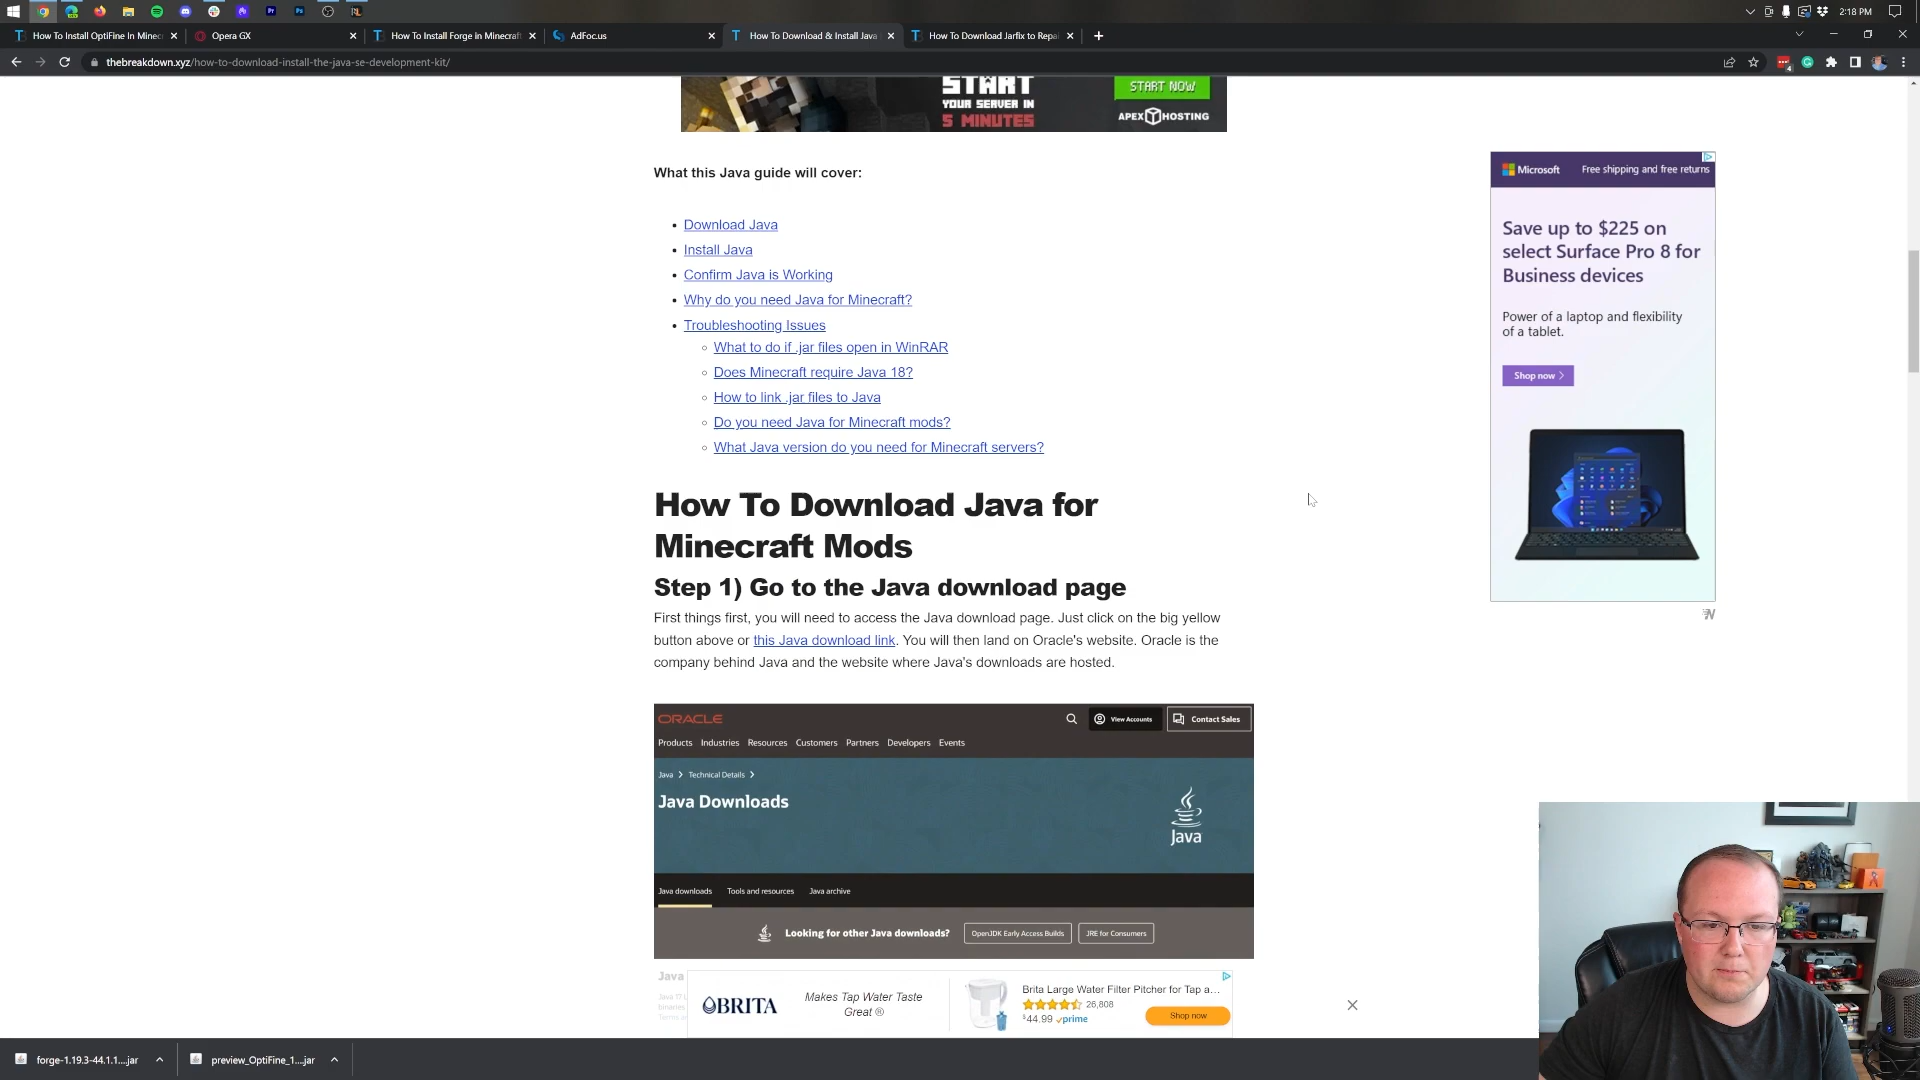 2:18 PM
How To Install OptiFine In Minec
Opera GX
How To Install Forge in Minecraft
AdFoc.us
How To Download & Install Java
How To Download Jarfix to Repai
thebreakdown.xyz/how-to-download-install-the-java-se-development-kit/
START
YOUR SERVER IN
5 MINUTES
START NOW
APEX HOSTING
What this Java guide will cover:
• Download Java
• Install Java
• Confirm Java is Working
• Why do you need Java for Minecraft?
• Troubleshooting Issues
◦ What to do if .jar files open in WinRAR
◦ Does Minecraft require Java 18?
◦ How to link .jar files to Java
◦ Do you need Java for Minecraft mods?
◦ What Java version do you need for Minecraft servers?
How To Download Java for
Minecraft Mods
Step 1) Go to the Java download page
First things first, you will need to access the Java download page. Just click on the big yellow
button above or this Java download link. You will then land on Oracle's website. Oracle is the
company behind Java and the website where Java's downloads are hosted.
ORACLE
View Accounts
Contact Sales
Products Industries Resources Customers Partners Developers Events
Java > Technical Details >
Java Downloads
Java
Java downloads Tools and resources Java archive
Looking for other Java downloads?
OpenJDK Early Access Builds
JRE for Consumers
Java
BRITA
Makes Tap Water Taste
Great ®
Brita Large Water Filter Pitcher for Tap a...
26,808
$44.99 prime
Shop now
Microsoft
Free shipping and free returns
Save up to $225 on
select Surface Pro 8 for
Business devices
Power of a laptop and flexibility
of a tablet.
Shop now >
forge-1.19.3-44.1.1....jar
preview_OptiFine_1....jar